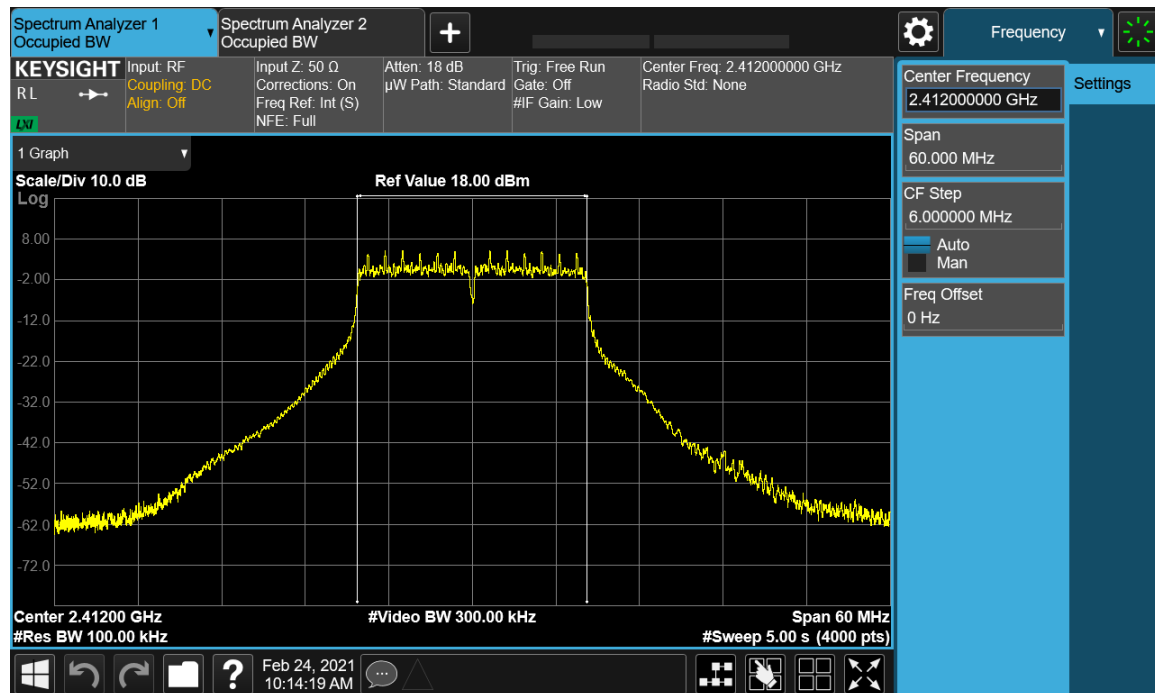 Spectrum Analyzer 1
Occupied BW
Spectrum Analyzer 2
Occupied BW
Frequency
KEYSIGHT
R L
LXI
Input: RF
Coupling: DC
Align: Off
Input Z: 50 Ω
Corrections: On
Freq Ref: Int (S)
NFE: Full
Atten: 18 dB
µW Path: Standard
Trig: Free Run
Gate: Off
#IF Gain: Low
Center Freq: 2.412000000 GHz
Radio Std: None
Center Frequency
2.412000000 GHz
Settings
Span
60.000 MHz
CF Step
6.000000 MHz
Auto
Man
Freq Offset
0 Hz
1 Graph
Scale/Div 10.0 dB
Ref Value 18.00 dBm
Log
8.00
-2.00
-12.0
-22.0
-32.0
-42.0
-52.0
-62.0
-72.0
Center 2.41200 GHz
#Video BW 300.00 kHz
Span 60 MHz
#Res BW 100.00 kHz
#Sweep 5.00 s (4000 pts)
?
Feb 24, 2021
10:14:19 AM